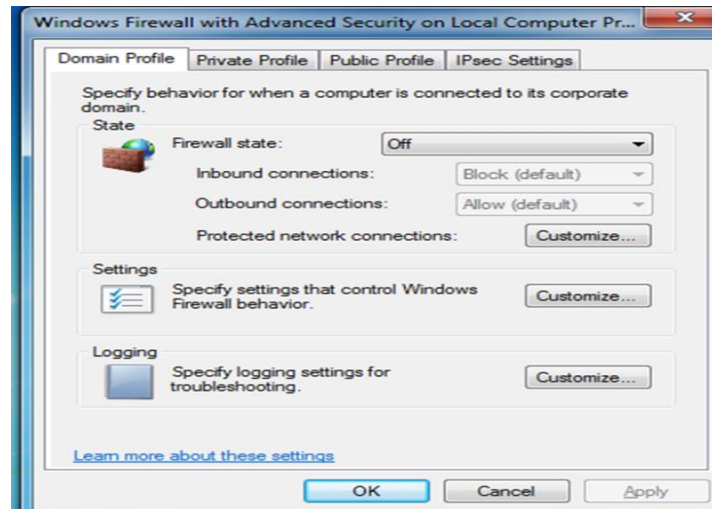 Windows Firewall with Advanced Security on Local Computer Pr...
Domain Profile Private Profile Public Profile IPsec Settings
Specify behavior for when a computer is connected to its corporate
domain.
State
Firewall state: Off
Inbound connections: Block (default)
Outbound connections: Allow (default)
Protected network connections: Customize...
Settings
Specify settings that control Windows
Firewall behavior.
Customize...
Logging
Specify logging settings for
troubleshooting.
Customize...
Learn more about these settings
OK Cancel Apply